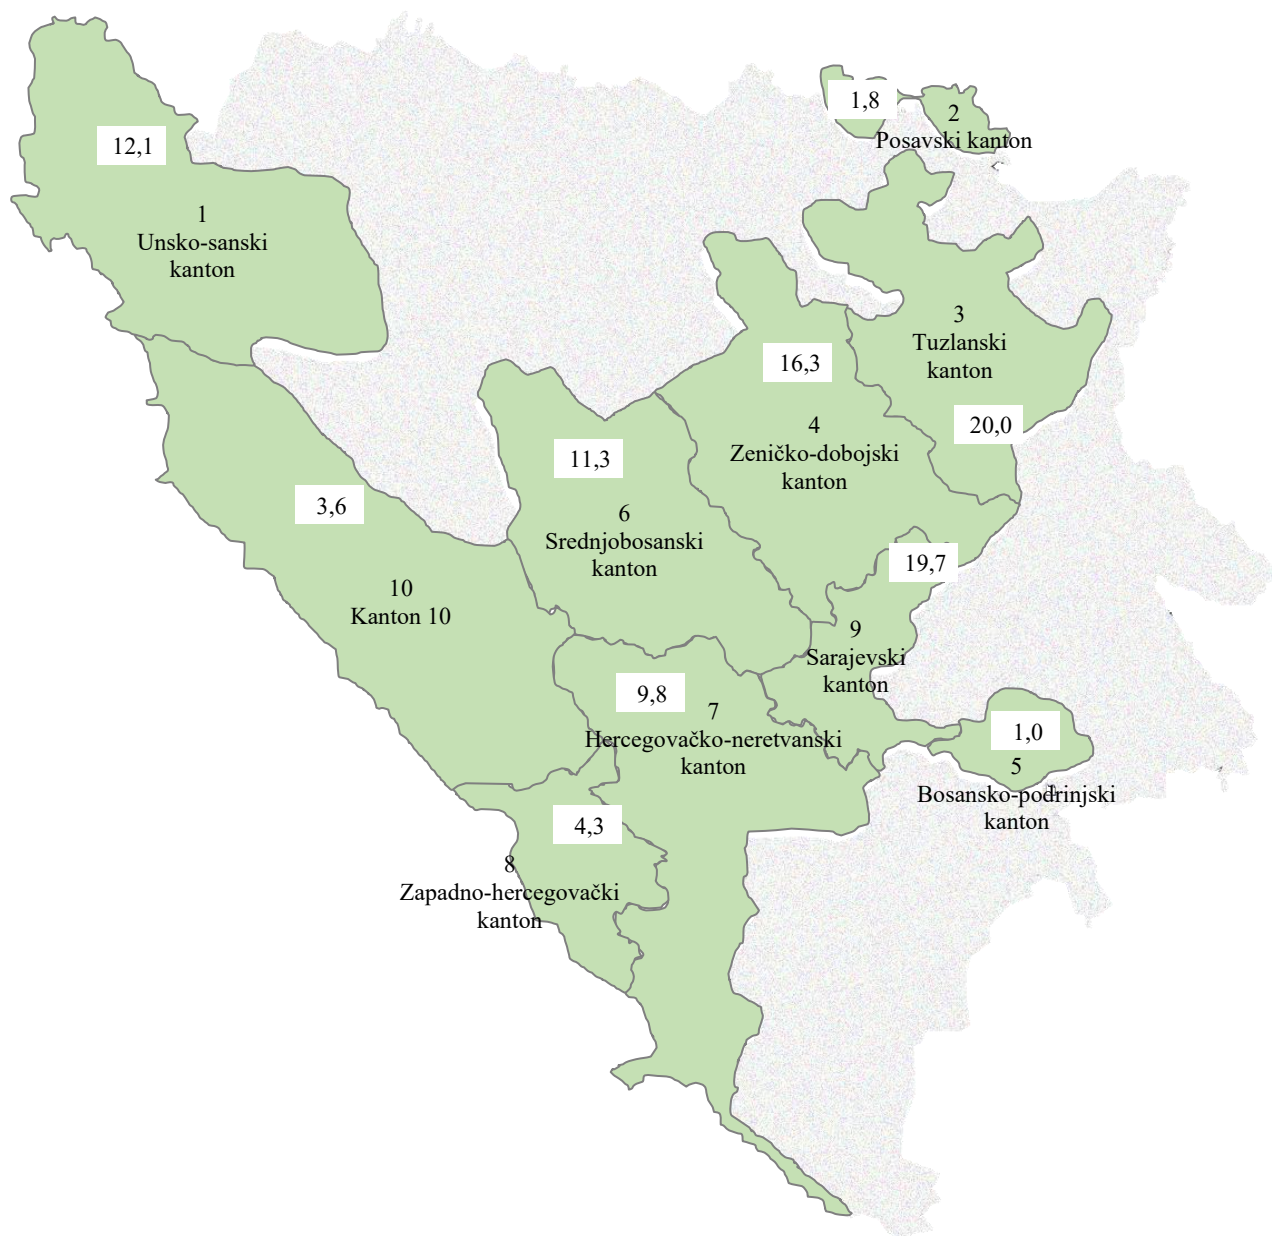 1,8
2
Posavski kanton
12,1
1
Unsko-sanski
kanton
3
Tuzlanski
kanton
20,0
16,3
4
Zeničko-dobojski
kanton
11,3
6
Srednjobosanski
kanton
3,6
10
Kanton 10
19,7
9
Sarajevski
kanton
9,8
7
Hercegovačko-neretvanski
kanton
1,0
5
Bosansko-podrinjski
kanton
4,3
8
Zapadno-hercegovački
kanton